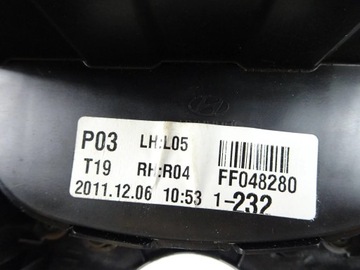 P03 LH:L05
T19 RH:R04 FF048280
2011.12.06 10:53 1-232